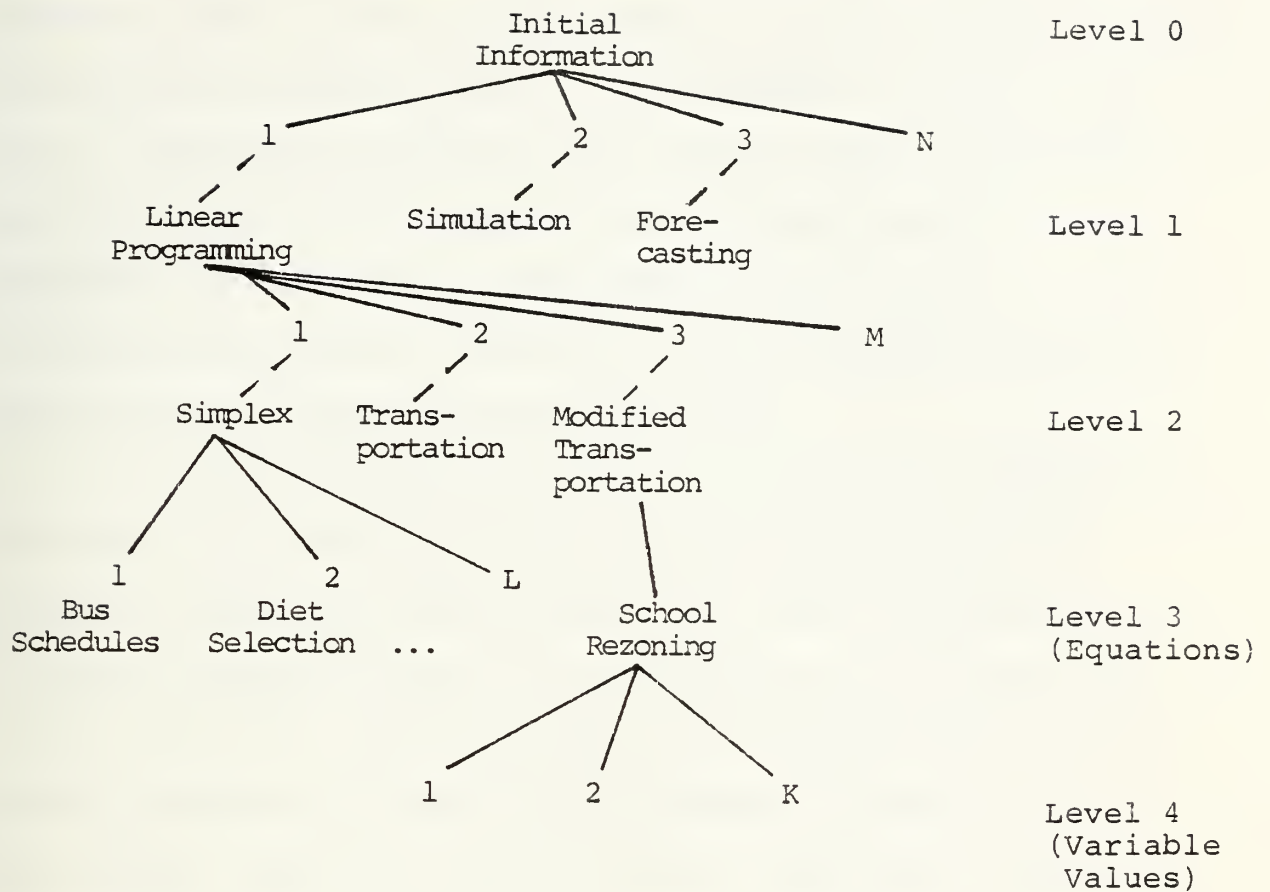 Initial
Information
Level 0
1 2 3 N
Linear
Programming
Simulation
Fore-
casting
Level 1
1 2 3 M
Simplex
Trans-
portation
Modified
Trans-
portation
Level 2
1 2 L
Bus
Schedules
Diet
Selection ...
School
Rezoning
Level 3
(Equations)
1 2 K
Level 4
(Variable
Values)